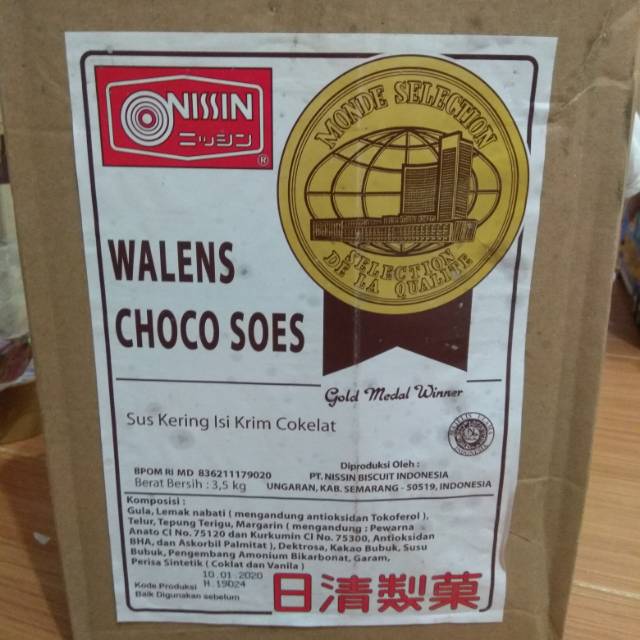 NISSIN
ニッシン
®
MONDE SELECTION
SELECTION
DE LA QUALITE
WALENS
CHOCO SOES
Gold Medal Winner
Sus Kering Isi Krim Cokelat
BPOM RI MD 836211179020
Berat Bersih : 3,5 kg
Diproduksi Oleh :
PT. NISSIN BISCUIT INDONESIA
UNGARAN, KAB. SEMARANG - 50519, INDONESIA
Komposisi :
Gula, Lemak nabati ( mengandung antioksidan Tokoferol ),
Telur, Tepung Terigu, Margarin ( mengandung : Pewarna
Anato CI No. 75120 dan Kurkumin CI No. 75300, Antioksidan
BHA, dan Askorbil Palmitat ), Dektrosa, Kakao Bubuk, Susu
Bubuk, Pengembang Amonium Bikarbonat, Garam,
Perisa Sintetik ( Coklat dan Vanila )
10.01.2020
Kode Produksi H.19024
Baik Digunakan sebelum
日清製菓